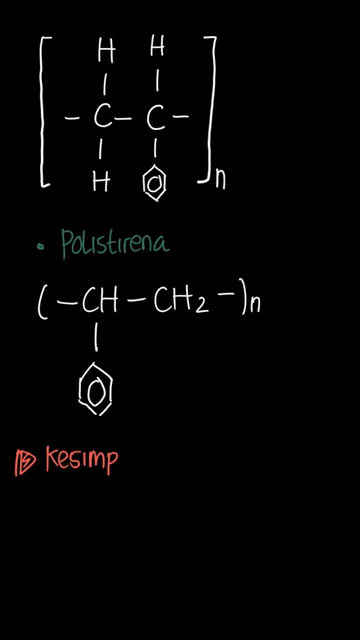 H H
- C - C -
H
n
• Polistirena
( - CH - CH2 - )n
Kesimp